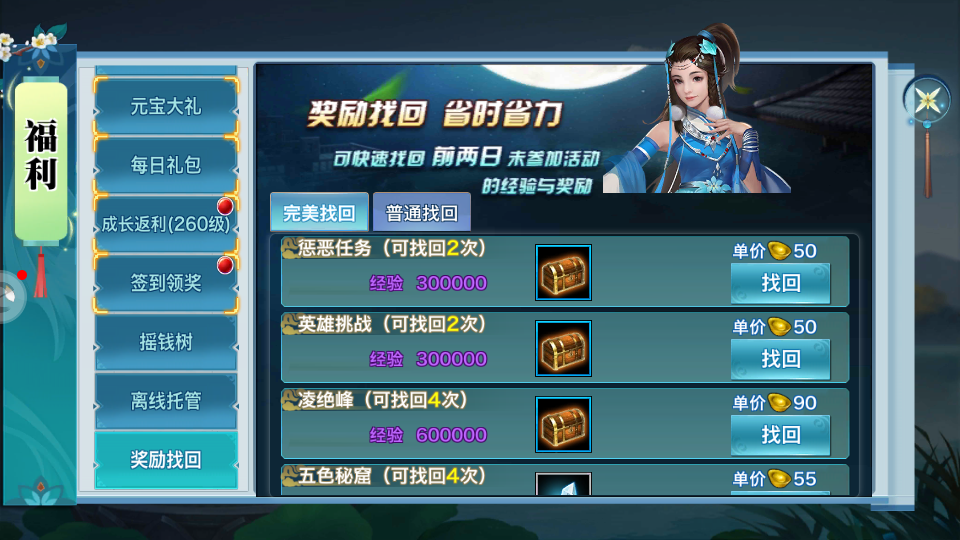 福利
元宝大礼
每日礼包
成长返利(260级)
签到领奖
摇钱树
离线托管
奖励找回
奖励找回 省时省力
可快速找回 前两日 未参加活动
的经验与奖励
完美找回
普通找回
惩恶任务（可找回2次）
经验 300000
单价 50
找回
英雄挑战（可找回2次）
经验 300000
单价 50
找回
凌绝峰（可找回4次）
经验 600000
单价 90
找回
五色秘窟（可找回4次）
单价 55